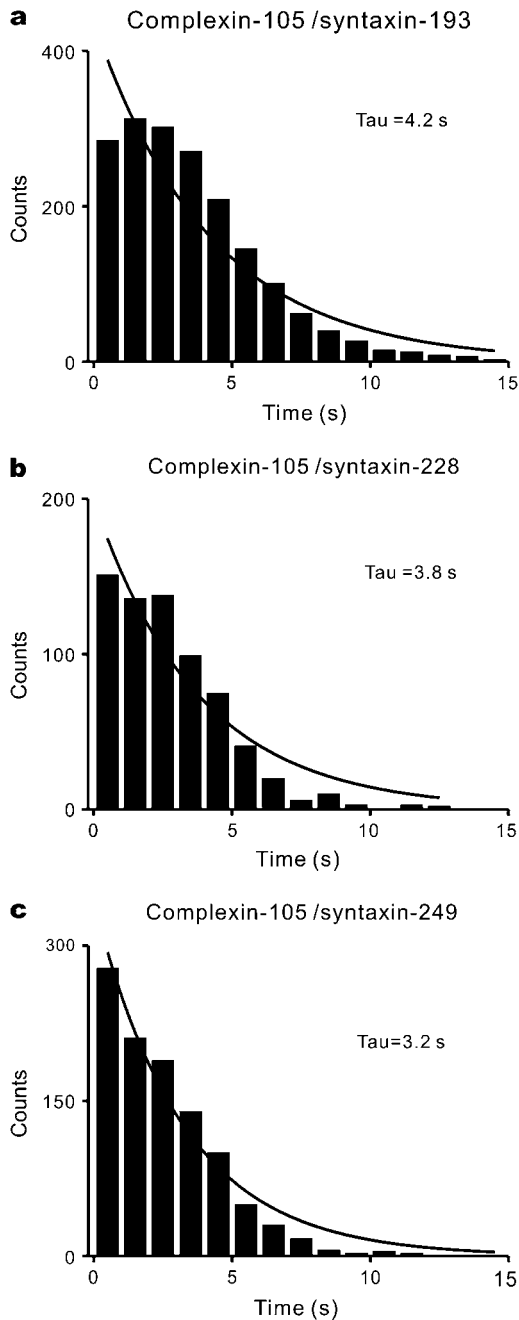 a
Complexin-105 /syntaxin-193
400
Tau =4.2 s
200
Counts
0
0 5 10 15
Time (s)
b
Complexin-105 /syntaxin-228
200
Tau =3.8 s
100
Counts
0
0 5 10 15
Time (s)
c
Complexin-105 /syntaxin-249
300
Tau=3.2 s
150
Counts
0
0 5 10 15
Time (s)